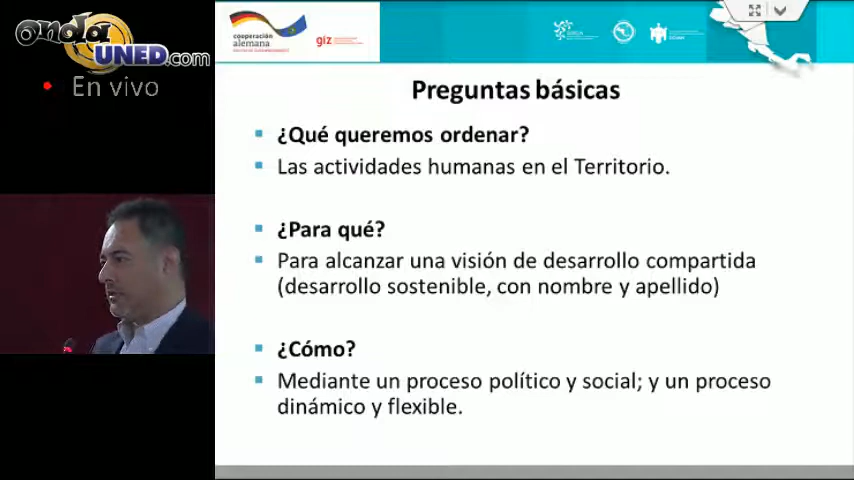 onda
UNED.com
En vivo
cooperación
alemana
giz
Preguntas básicas
¿Qué queremos ordenar?
Las actividades humanas en el Territorio.
¿Para qué?
Para alcanzar una visión de desarrollo compartida
(desarrollo sostenible, con nombre y apellido)
¿Cómo?
Mediante un proceso político y social; y un proceso
dinámico y flexible.